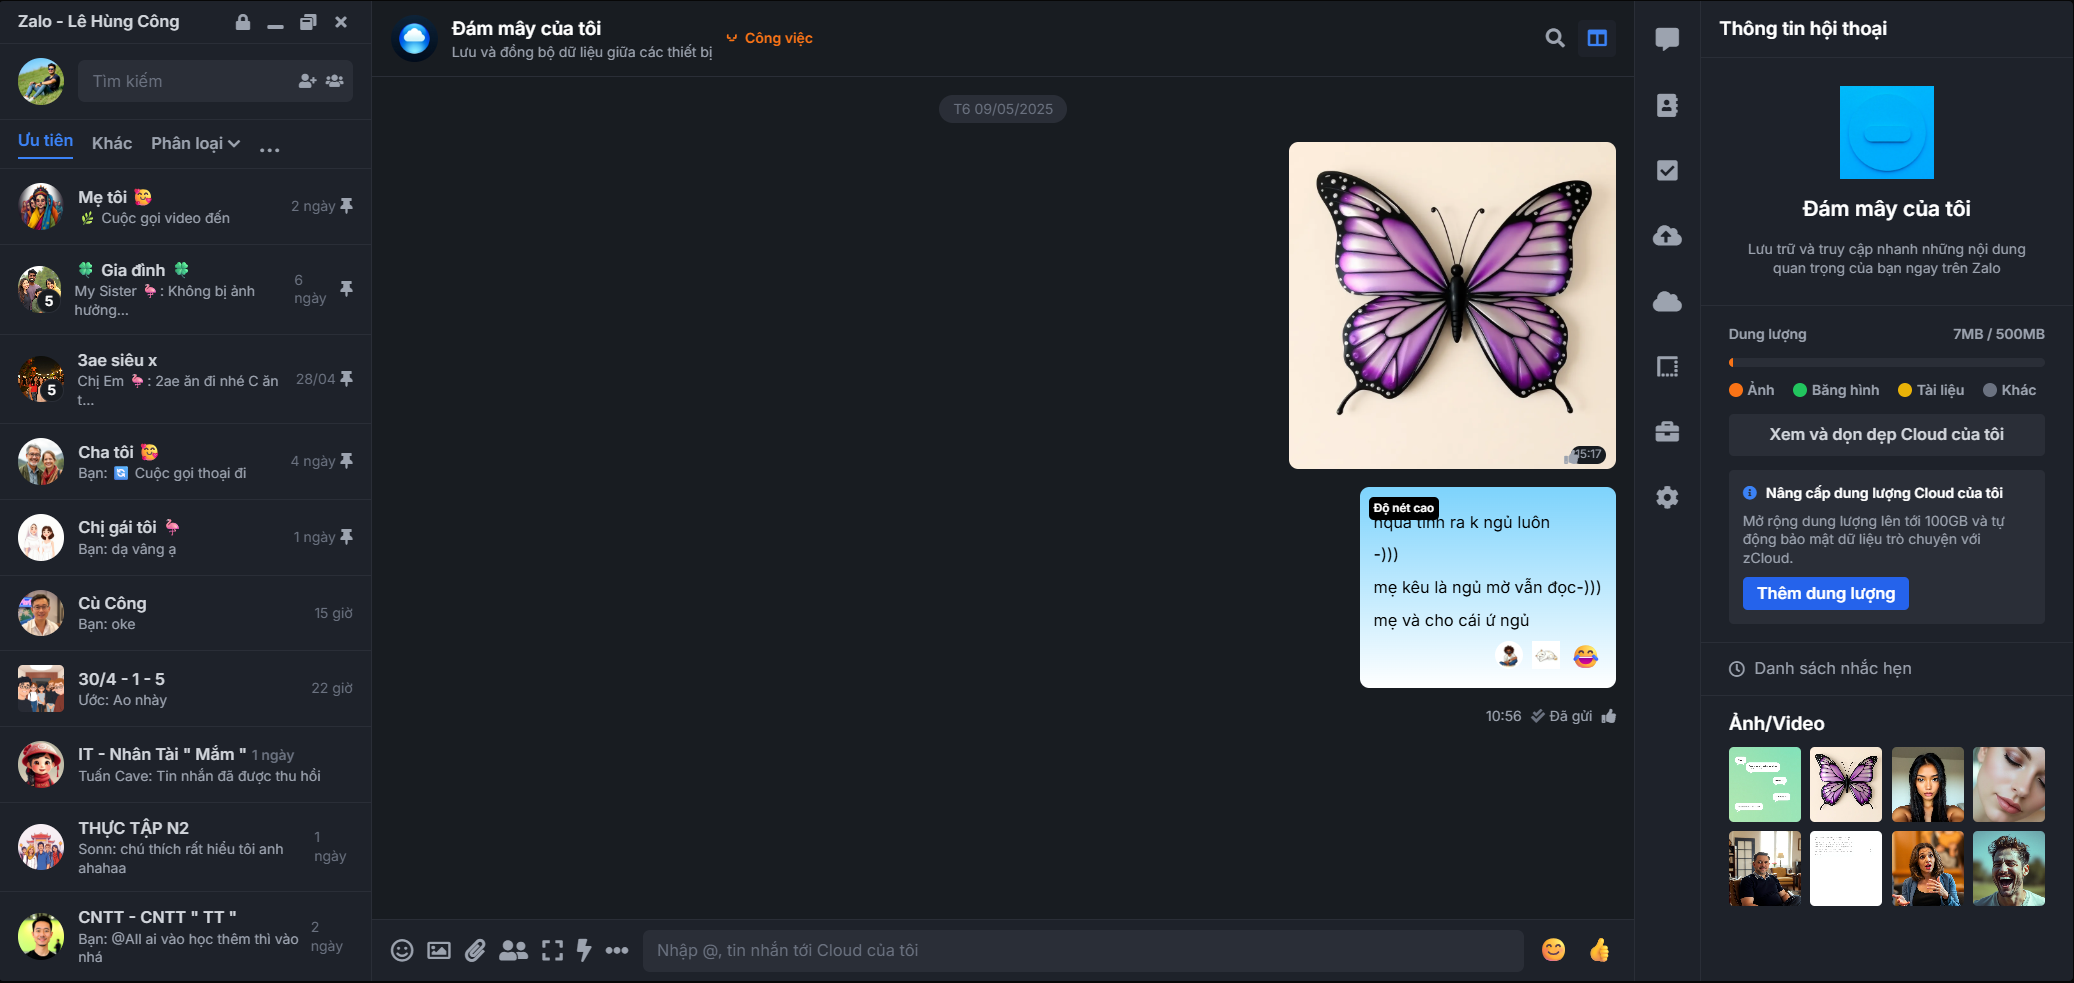 Zalo - Lê Hùng Công
Tìm kiếm
Ưu tiên
Khác
Phân loại
Mẹ tôi 🥰
2 ngày
🌿 Cuộc gọi video đến
🍀 Gia đình 🍀
6 ngày
My Sister 🦩: Không bị ảnh
hưởng...
5
3ae siêu x
28/04
Chị Em 🦩: 2ae ăn đi nhé C ăn
t...
5
Cha tôi 🥰
4 ngày
Bạn: 🔄 Cuộc gọi thoại đi
Chị gái tôi 🦩
1 ngày
Bạn: dạ vâng ạ
Cù Công
15 giờ
Bạn: oke
30/4 - 1 - 5
22 giờ
Ước: Ao nhày
IT - Nhân Tài " Mắm "
1 ngày
Tuấn Cave: Tin nhắn đã được thu hồi
THỰC TẬP N2
1 ngày
Sonn: chú thích rất hiểu tôi anh
ahahaa
CNTT - CNTT " TT "
2 ngày
Bạn: @All ai vào học thêm thì vào
nhá
Đám mây của tôi
Lưu và đồng bộ dữ liệu giữa các thiết bị
Công việc
T6 09/05/2025
15:17
Độ nét cao
nquá tỉnh ra k ngủ luôn
-)))
mẹ kêu là ngủ mờ vẫn đọc-)))
mẹ và cho cái ứ ngủ
10:56
Đã gửi
Nhập @, tin nhắn tới Cloud của tôi
Thông tin hội thoại
Đám mây của tôi
Lưu trữ và truy cập nhanh những nội dung
quan trọng của bạn ngay trên Zalo
Dung lượng
7MB / 500MB
Ảnh
Băng hình
Tài liệu
Khác
Xem và dọn dẹp Cloud của tôi
Nâng cấp dung lượng Cloud của tôi
Mở rộng dung lượng lên tới 100GB và tự
động bảo mật dữ liệu trò chuyện với
zCloud.
Thêm dung lượng
Danh sách nhắc hẹn
Ảnh/Video